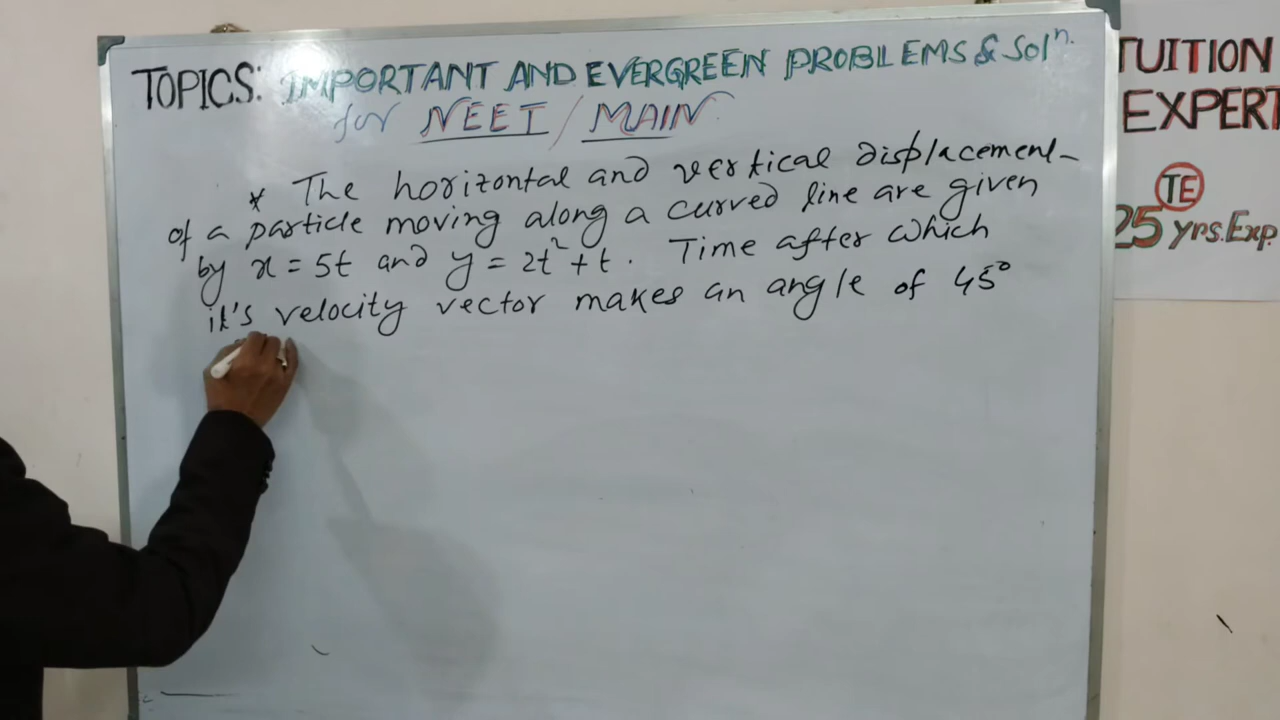 TOPICS: IMPORTANT AND EVERGREEN PROBLEMS & Solⁿ.
for NEET / MAIN
* The horizontal and vertical displacement
of a particle moving along a curved line are given
by x = 5t and y = 2t² + t. Time after which
it's velocity vector makes an angle of 45°
TUITION
EXPERT
TE
25 yrs. Exp.